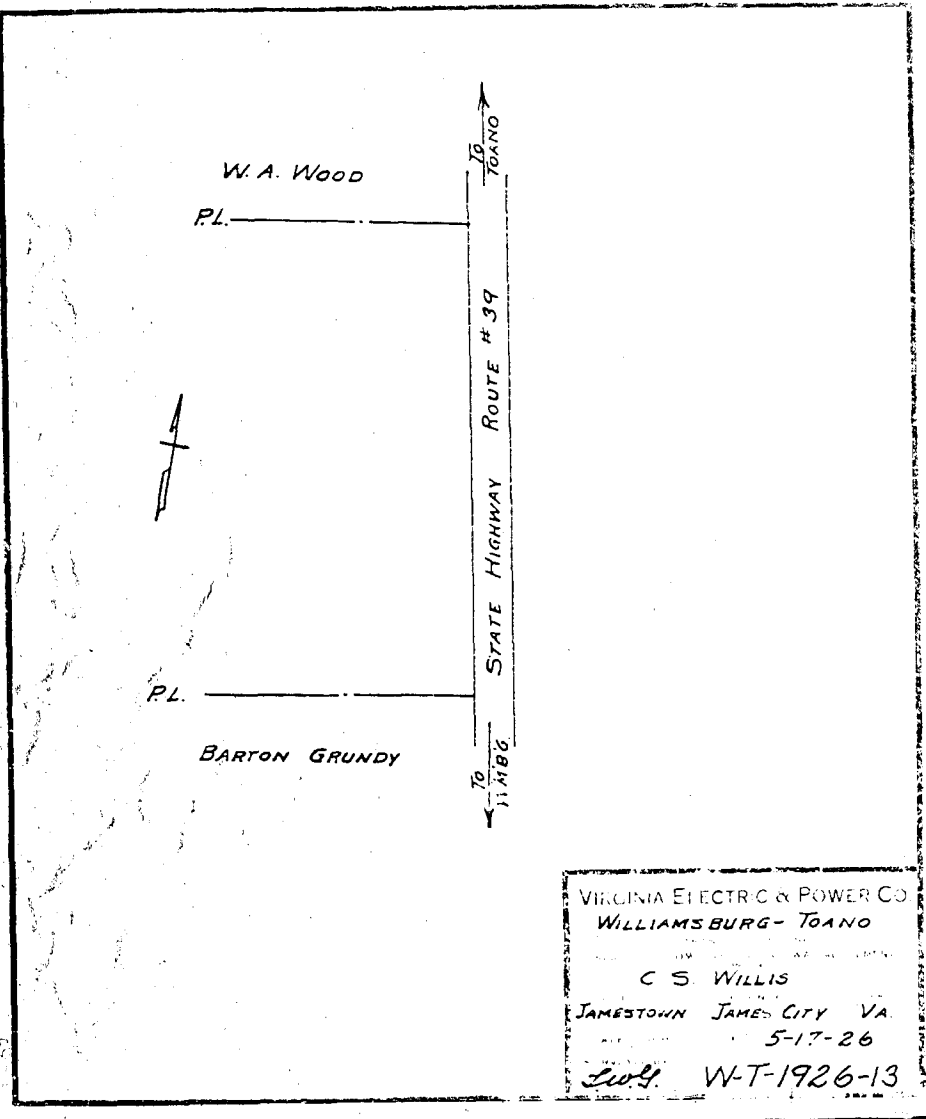 To
TOANO
W. A. WOOD
P.L.
STATE HIGHWAY ROUTE # 39
P.L.
BARTON GRUNDY
To
VIRGINIA ELECTRIC & POWER CO
WILLIAMSBURG - TOANO
C S. WILLIS
JAMESTOWN JAMES CITY VA.
5-17-26
W-T-1926-13